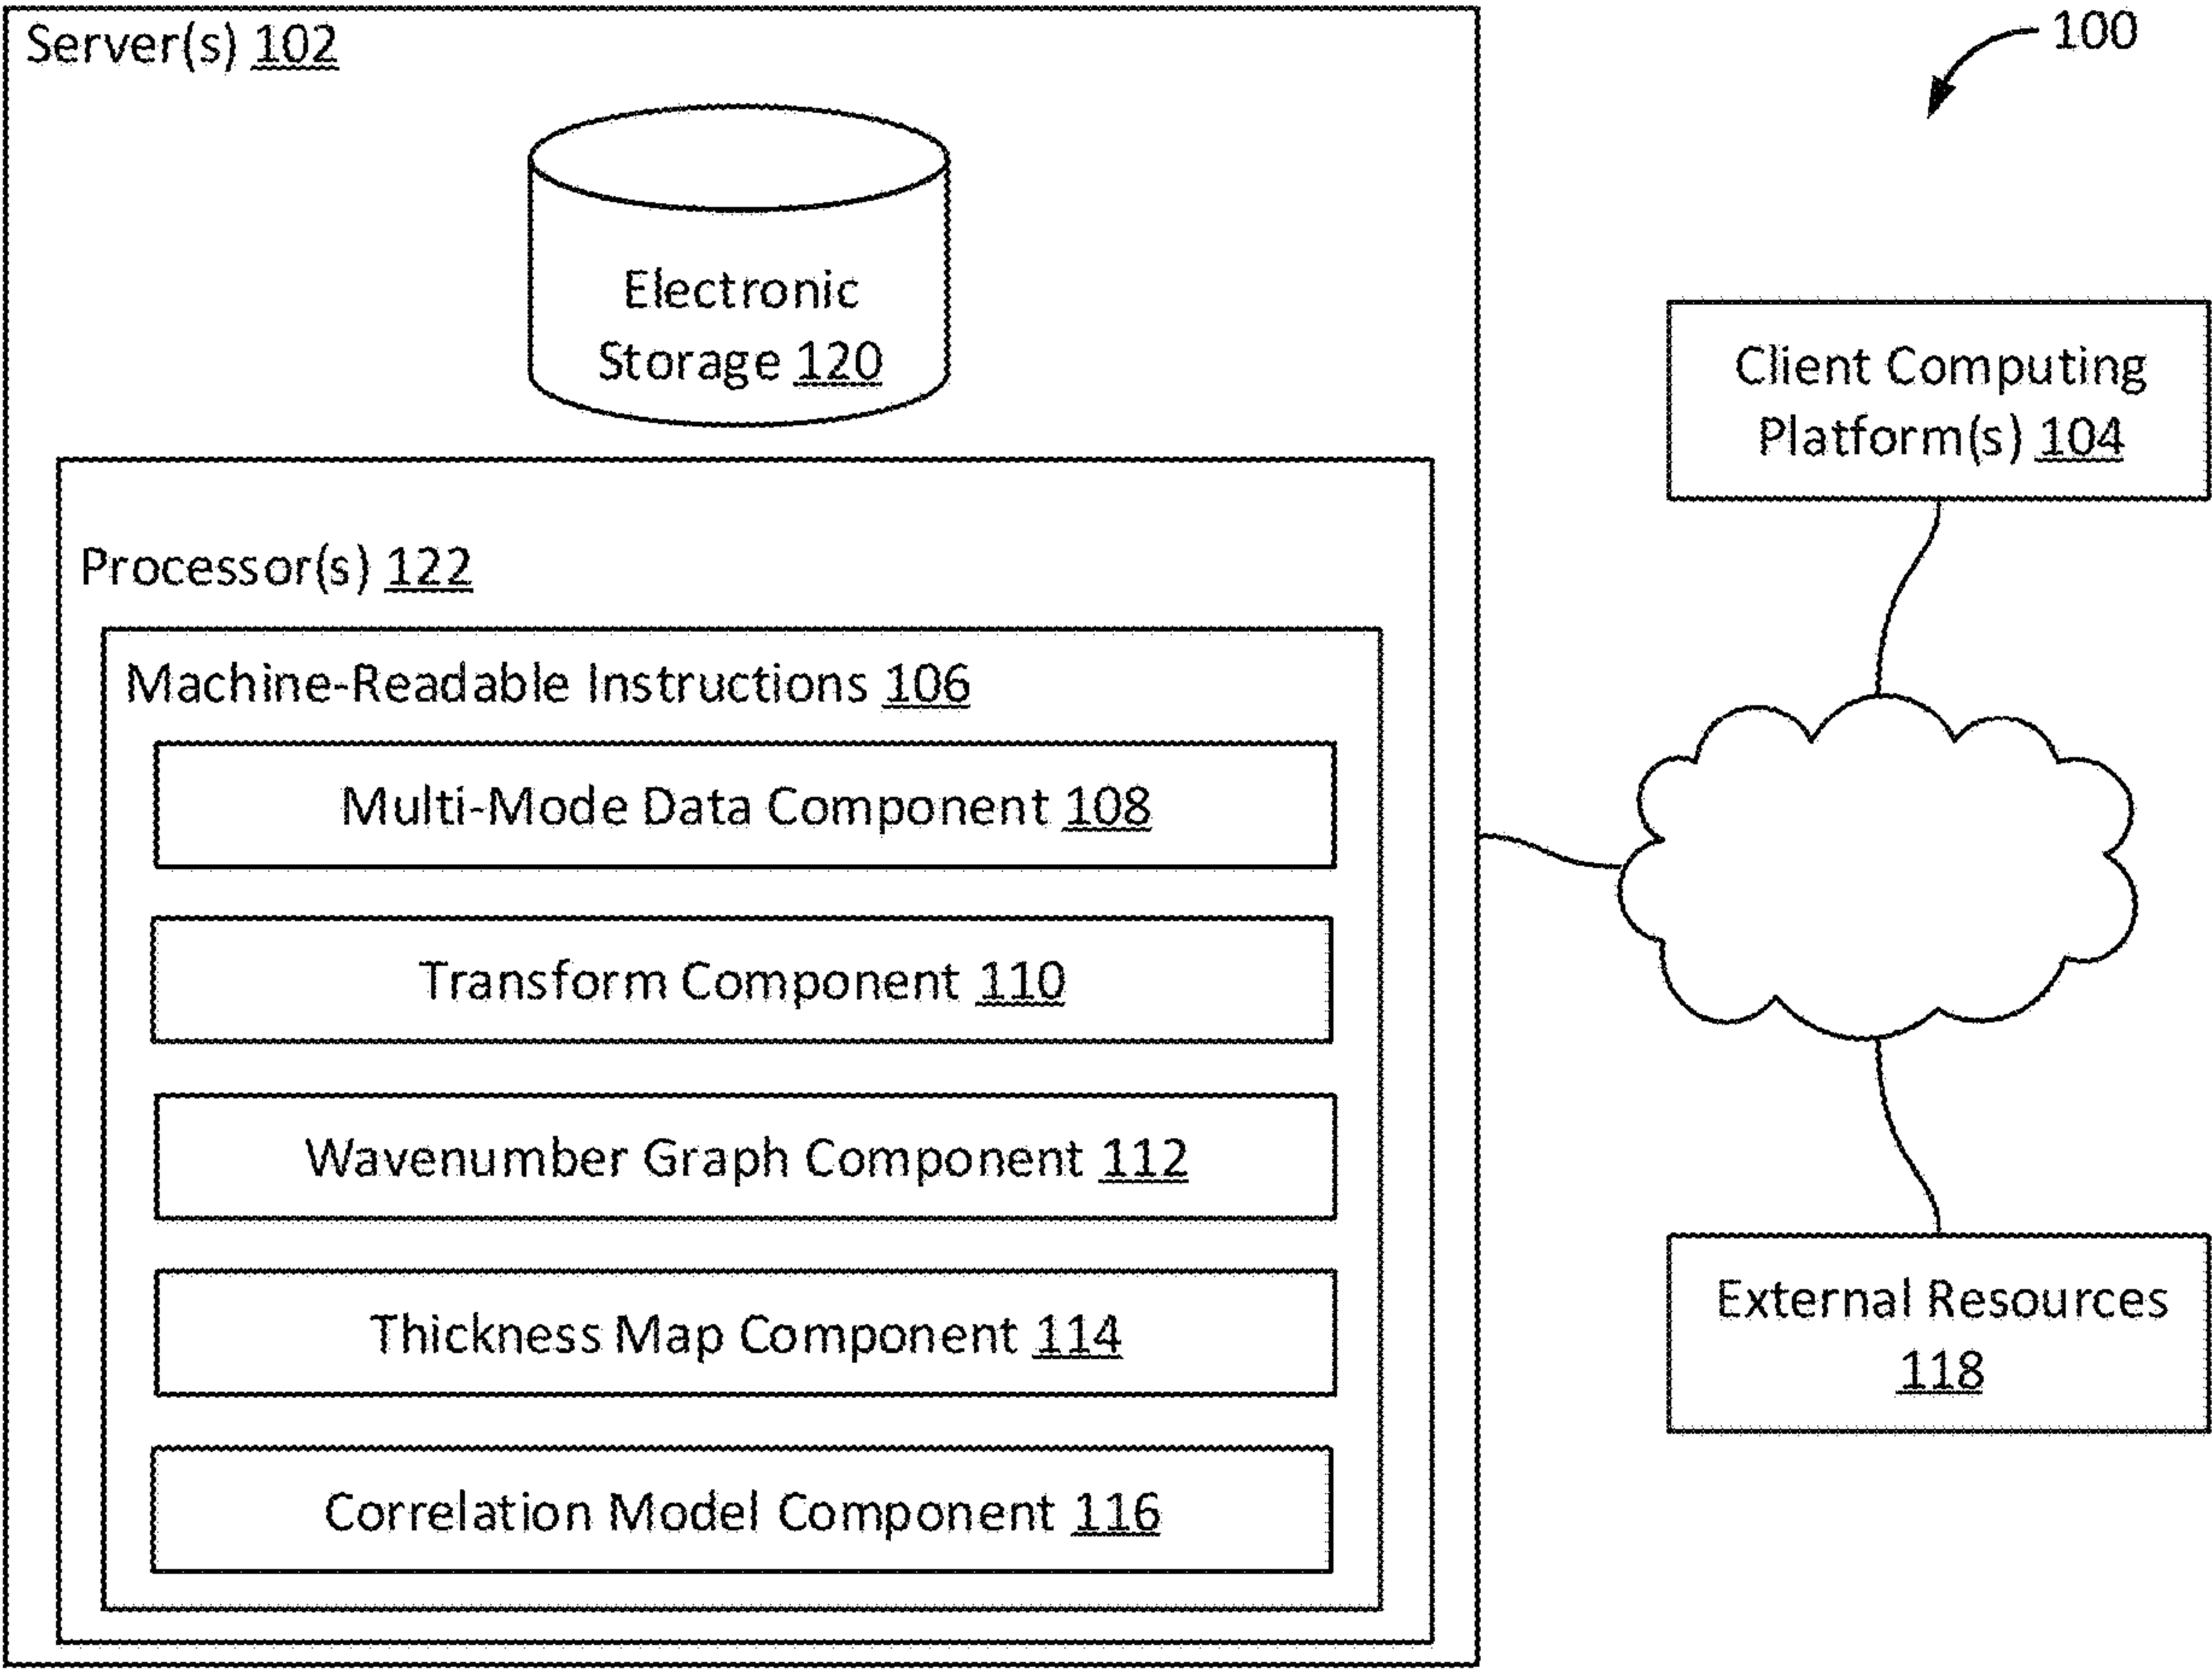 Server(s) 102
100
Electronic
Storage 120
Client Computing
Platform(s) 104
Processor(s) 122
Machine-Readable Instructions 106
Multi-Mode Data Component 108
Transform Component 110
Wavenumber Graph Component 112
Thickness Map Component 114
Correlation Model Component 116
External Resources
118